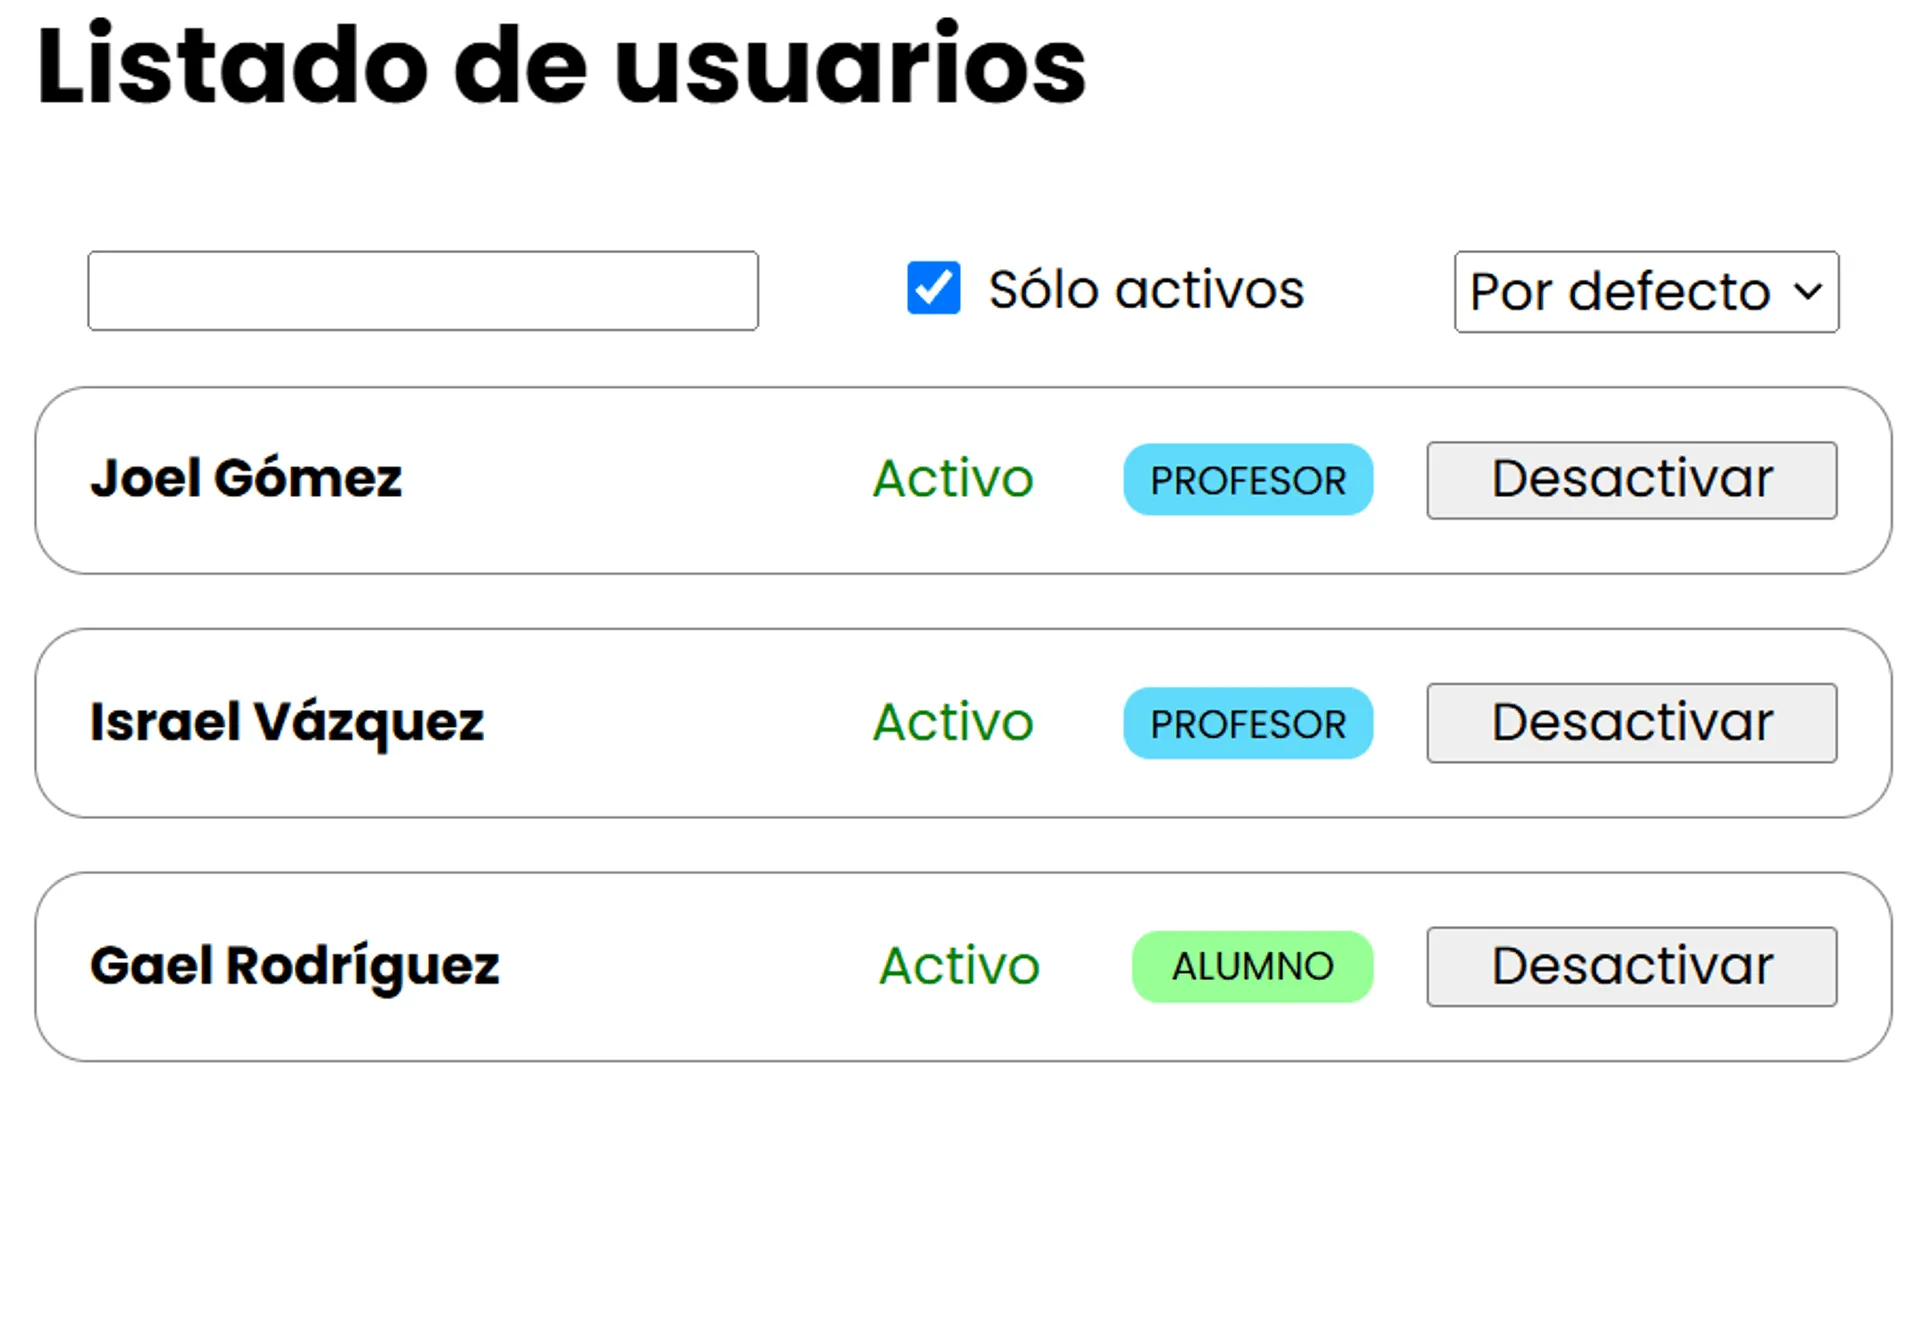 Listado de usuarios
Sólo activos Por defecto
Joel Gómez Activo PROFESOR Desactivar
Israel Vázquez Activo PROFESOR Desactivar
Gael Rodríguez Activo ALUMNO Desactivar